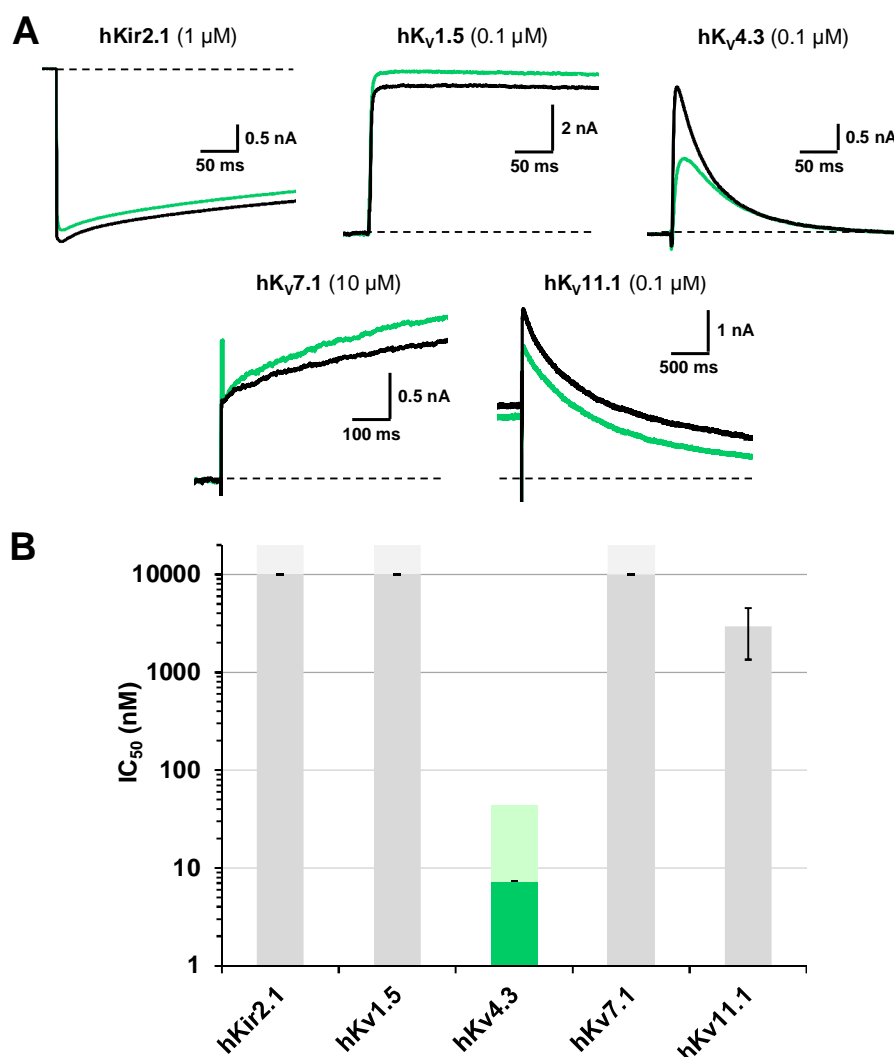 A
hKir2.1 (1 µM)
hKV1.5 (0.1 µM)
hKV4.3 (0.1 µM)
0.5 nA
50 ms
2 nA
50 ms
0.5 nA
50 ms
hKV7.1 (10 µM)
hKV11.1 (0.1 µM)
0.5 nA
100 ms
1 nA
500 ms
B
IC50 (nM)
10000
1000
100
10
1
hKir2.1
hKv1.5
hKv4.3
hKv7.1
hKv11.1